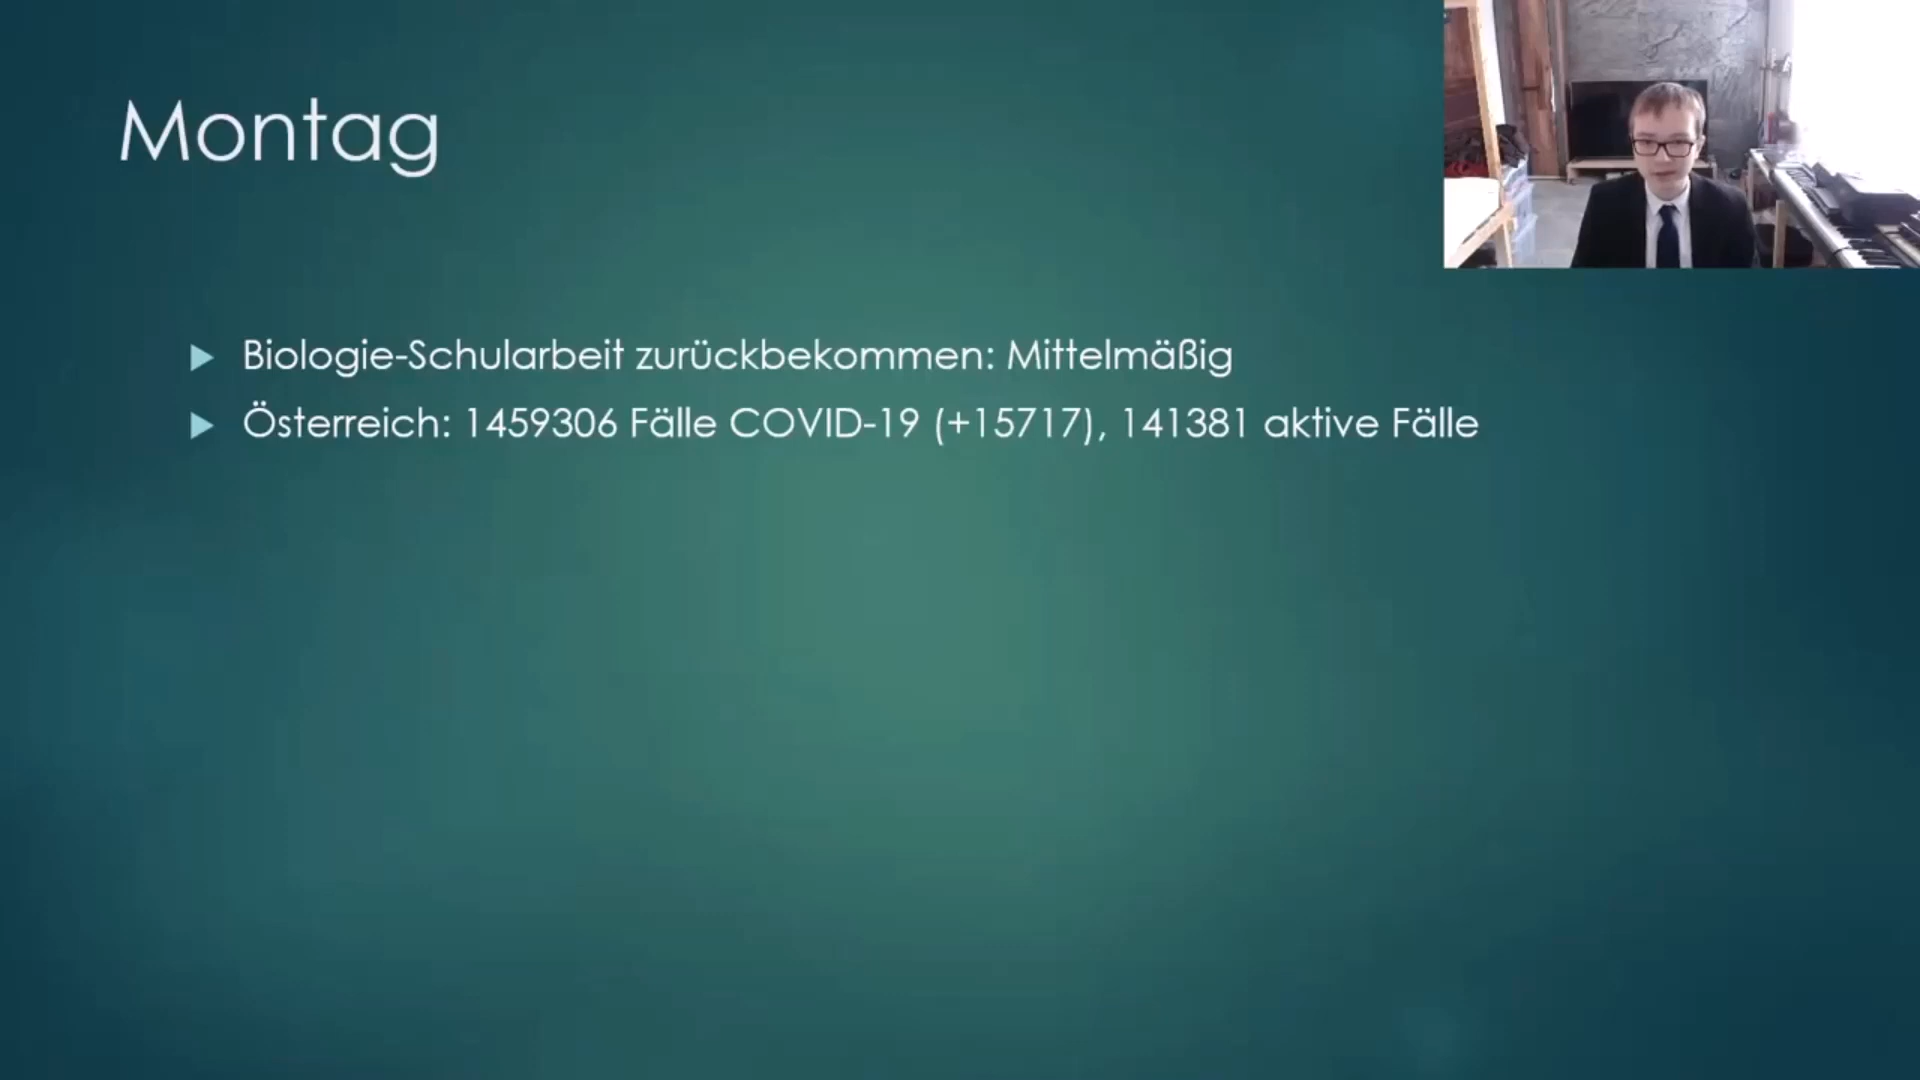 Montag
Biologie-Schularbeit zurückbekommen: Mittelmäßig
Österreich: 1459306 Fälle COVID-19 (+15717), 141381 aktive Fälle